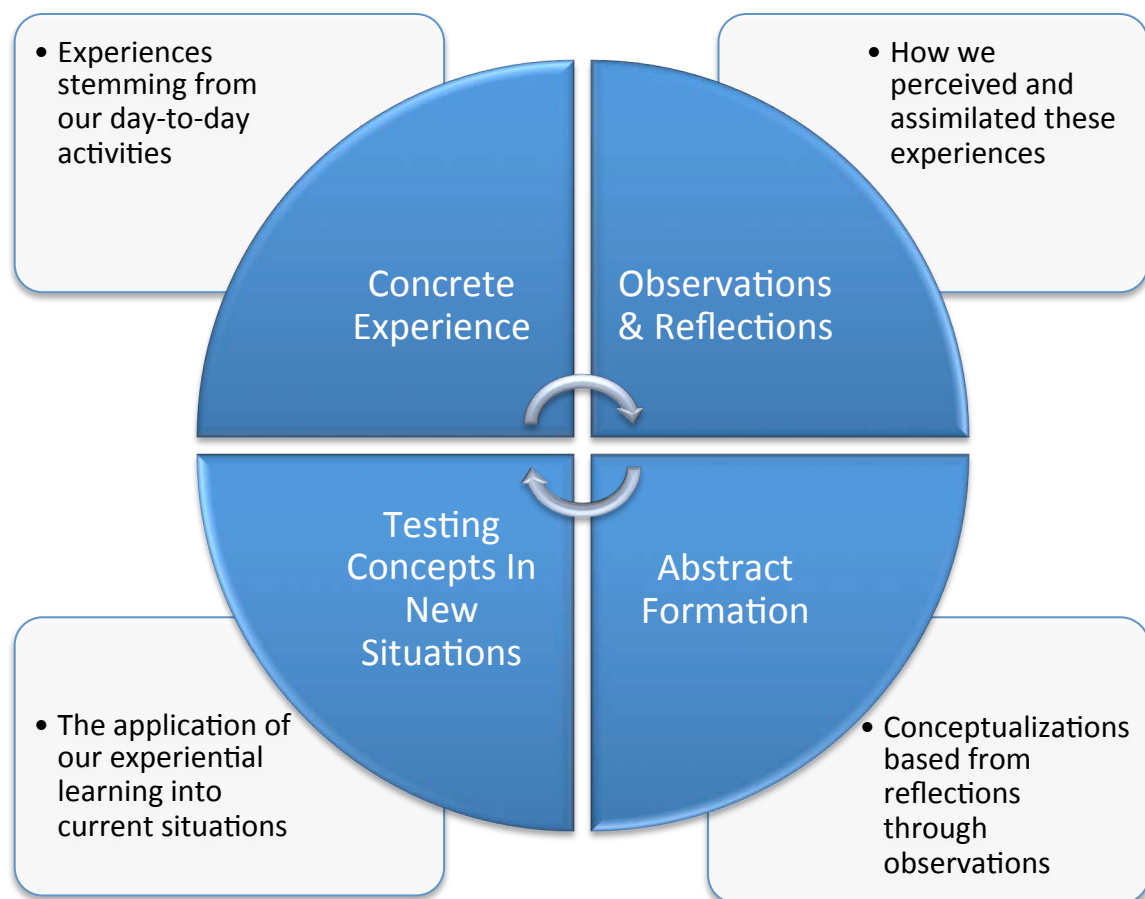 • Experiences
stemming from
our day-to-day
activities
• How we
perceived and
assimilated these
experiences
Concrete
Experience
Observations
& Reflections
Testing
Concepts In
New
Situations
Abstract
Formation
• The application of
our experiential
learning into
current situations
• Conceptualizations
based from
reflections
through
observations